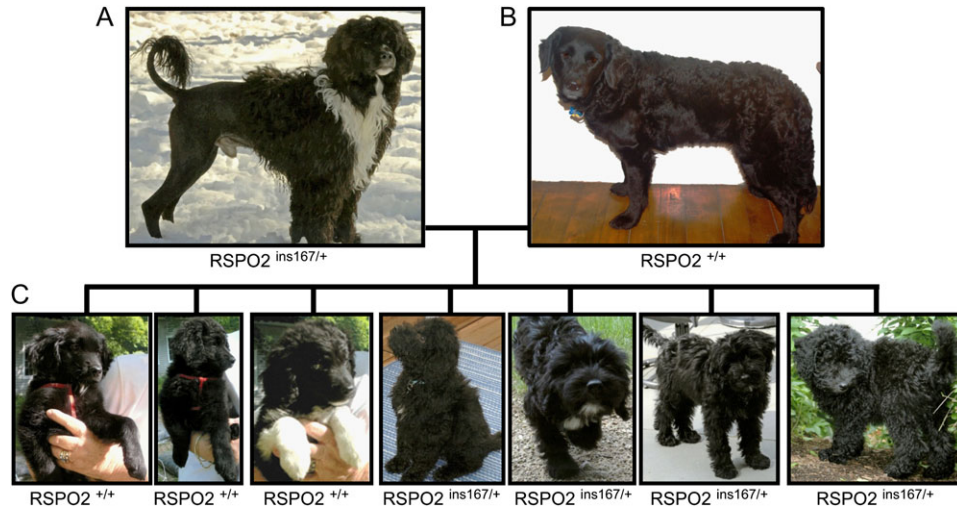 A
B
RSPO2 ins167/+
RSPO2 +/+
C
RSPO2 +/+
RSPO2 +/+
RSPO2 +/+
RSPO2 ins167/+
RSPO2 ins167/+
RSPO2 ins167/+
RSPO2 ins167/+